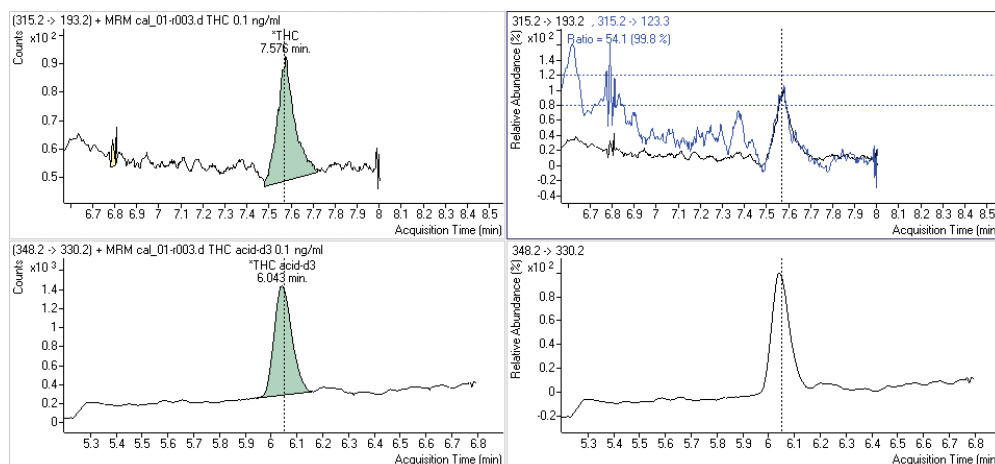 (315.2 -> 193.2) + MRM cal_01-r003.d THC 0.1 ng/ml
Counts
x10²
*THC
7.576 min.
0.9
0.8
0.7
0.6
0.5
6.7 6.8 6.9 7 7.1 7.2 7.3 7.4 7.5 7.6 7.7 7.8 7.9 8 8.1 8.2 8.3 8.4 8.5
Acquisition Time (min)
315.2 -> 193.2 , 315.2 -> 123.3
Relative Abundance (%)
x10²
Ratio = 54.1 (99.8 %)
1.6
1.2
0.8
0.6
0.4
0.2
0
-0.4
6.7 6.8 6.9 7 7.1 7.2 7.3 7.4 7.5 7.6 7.7 7.8 7.9 8 8.1 8.2 8.3 8.4 8.5
Acquisition Time (min)
(348.2 -> 330.2) + MRM cal_01-r003.d THC acid-d3 0.1 ng/ml
Counts
x10³
*THC acid-d3
6.043 min.
1.4
1.2
1
0.8
0.6
0.4
0.2
0
5.3 5.4 5.5 5.6 5.7 5.8 5.9 6 6.1 6.2 6.3 6.4 6.5 6.6 6.7 6.8
Acquisition Time (min)
348.2 -> 330.2
Relative Abundance (%)
x10²
1
0.8
0.6
0.4
0.2
0
-0.2
5.3 5.4 5.5 5.6 5.7 5.8 5.9 6 6.1 6.2 6.3 6.4 6.5 6.6 6.7 6.8
Acquisition Time (min)